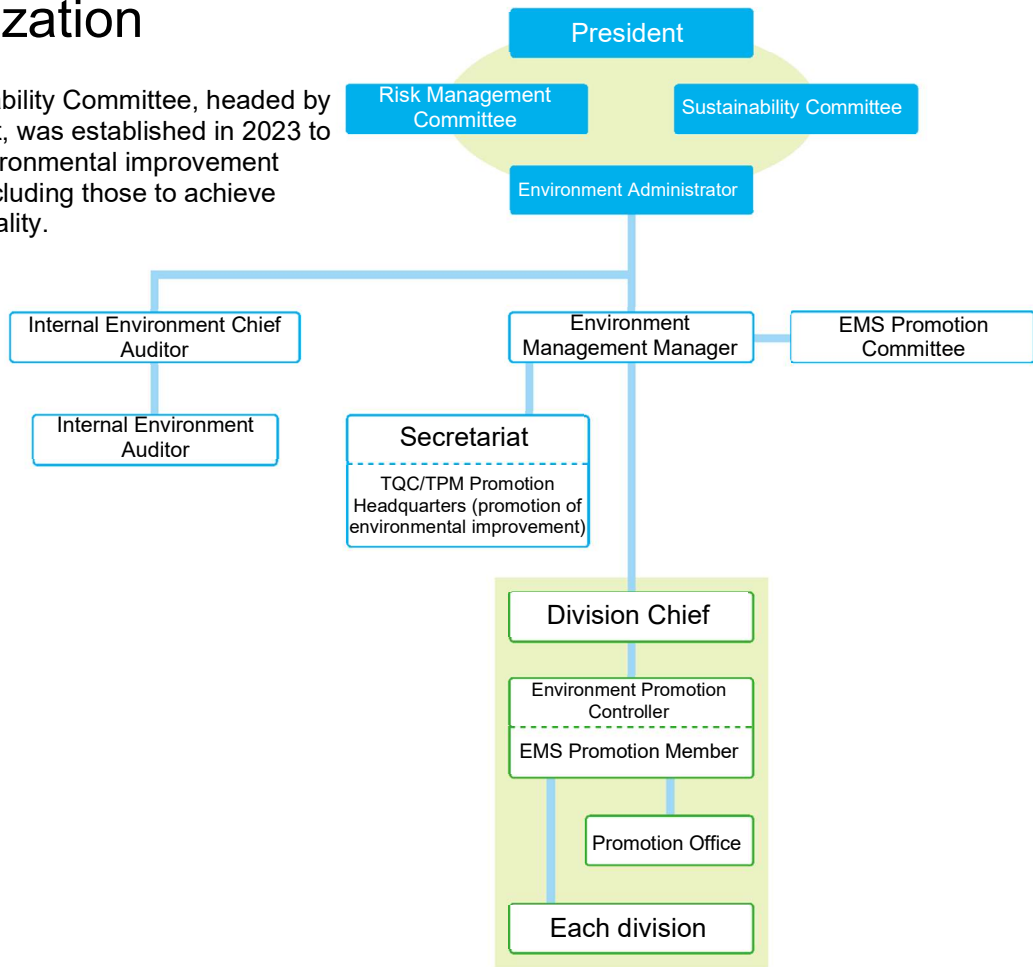 zation
ability Committee, headed by
t, was established in 2023 to
ironmental improvement
cluding those to achieve
ality.
President
Risk Management
Committee
Sustainability Committee
Environment Administrator
Internal Environment Chief
Auditor
Environment
Management Manager
EMS Promotion
Committee
Internal Environment
Auditor
Secretariat
TQC/TPM Promotion
Headquarters (promotion of
environmental improvement)
Division Chief
Environment Promotion
Controller
EMS Promotion Member
Promotion Office
Each division